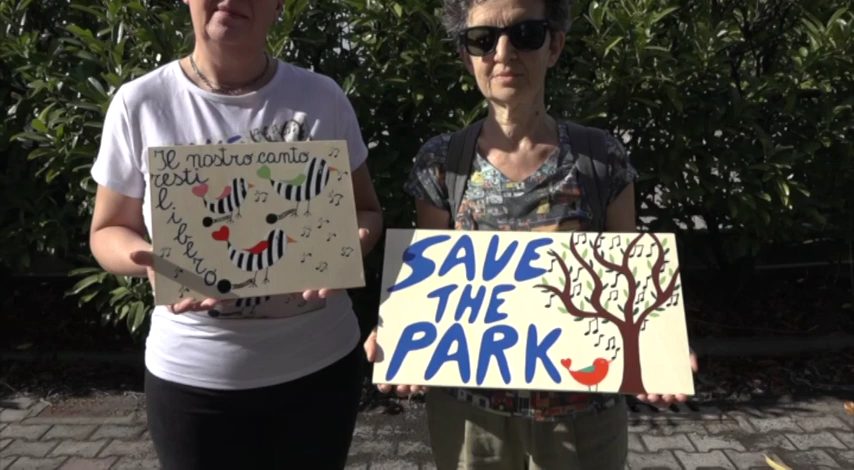 Il nostro canto
resti
libero
SAVE
THE
PARK